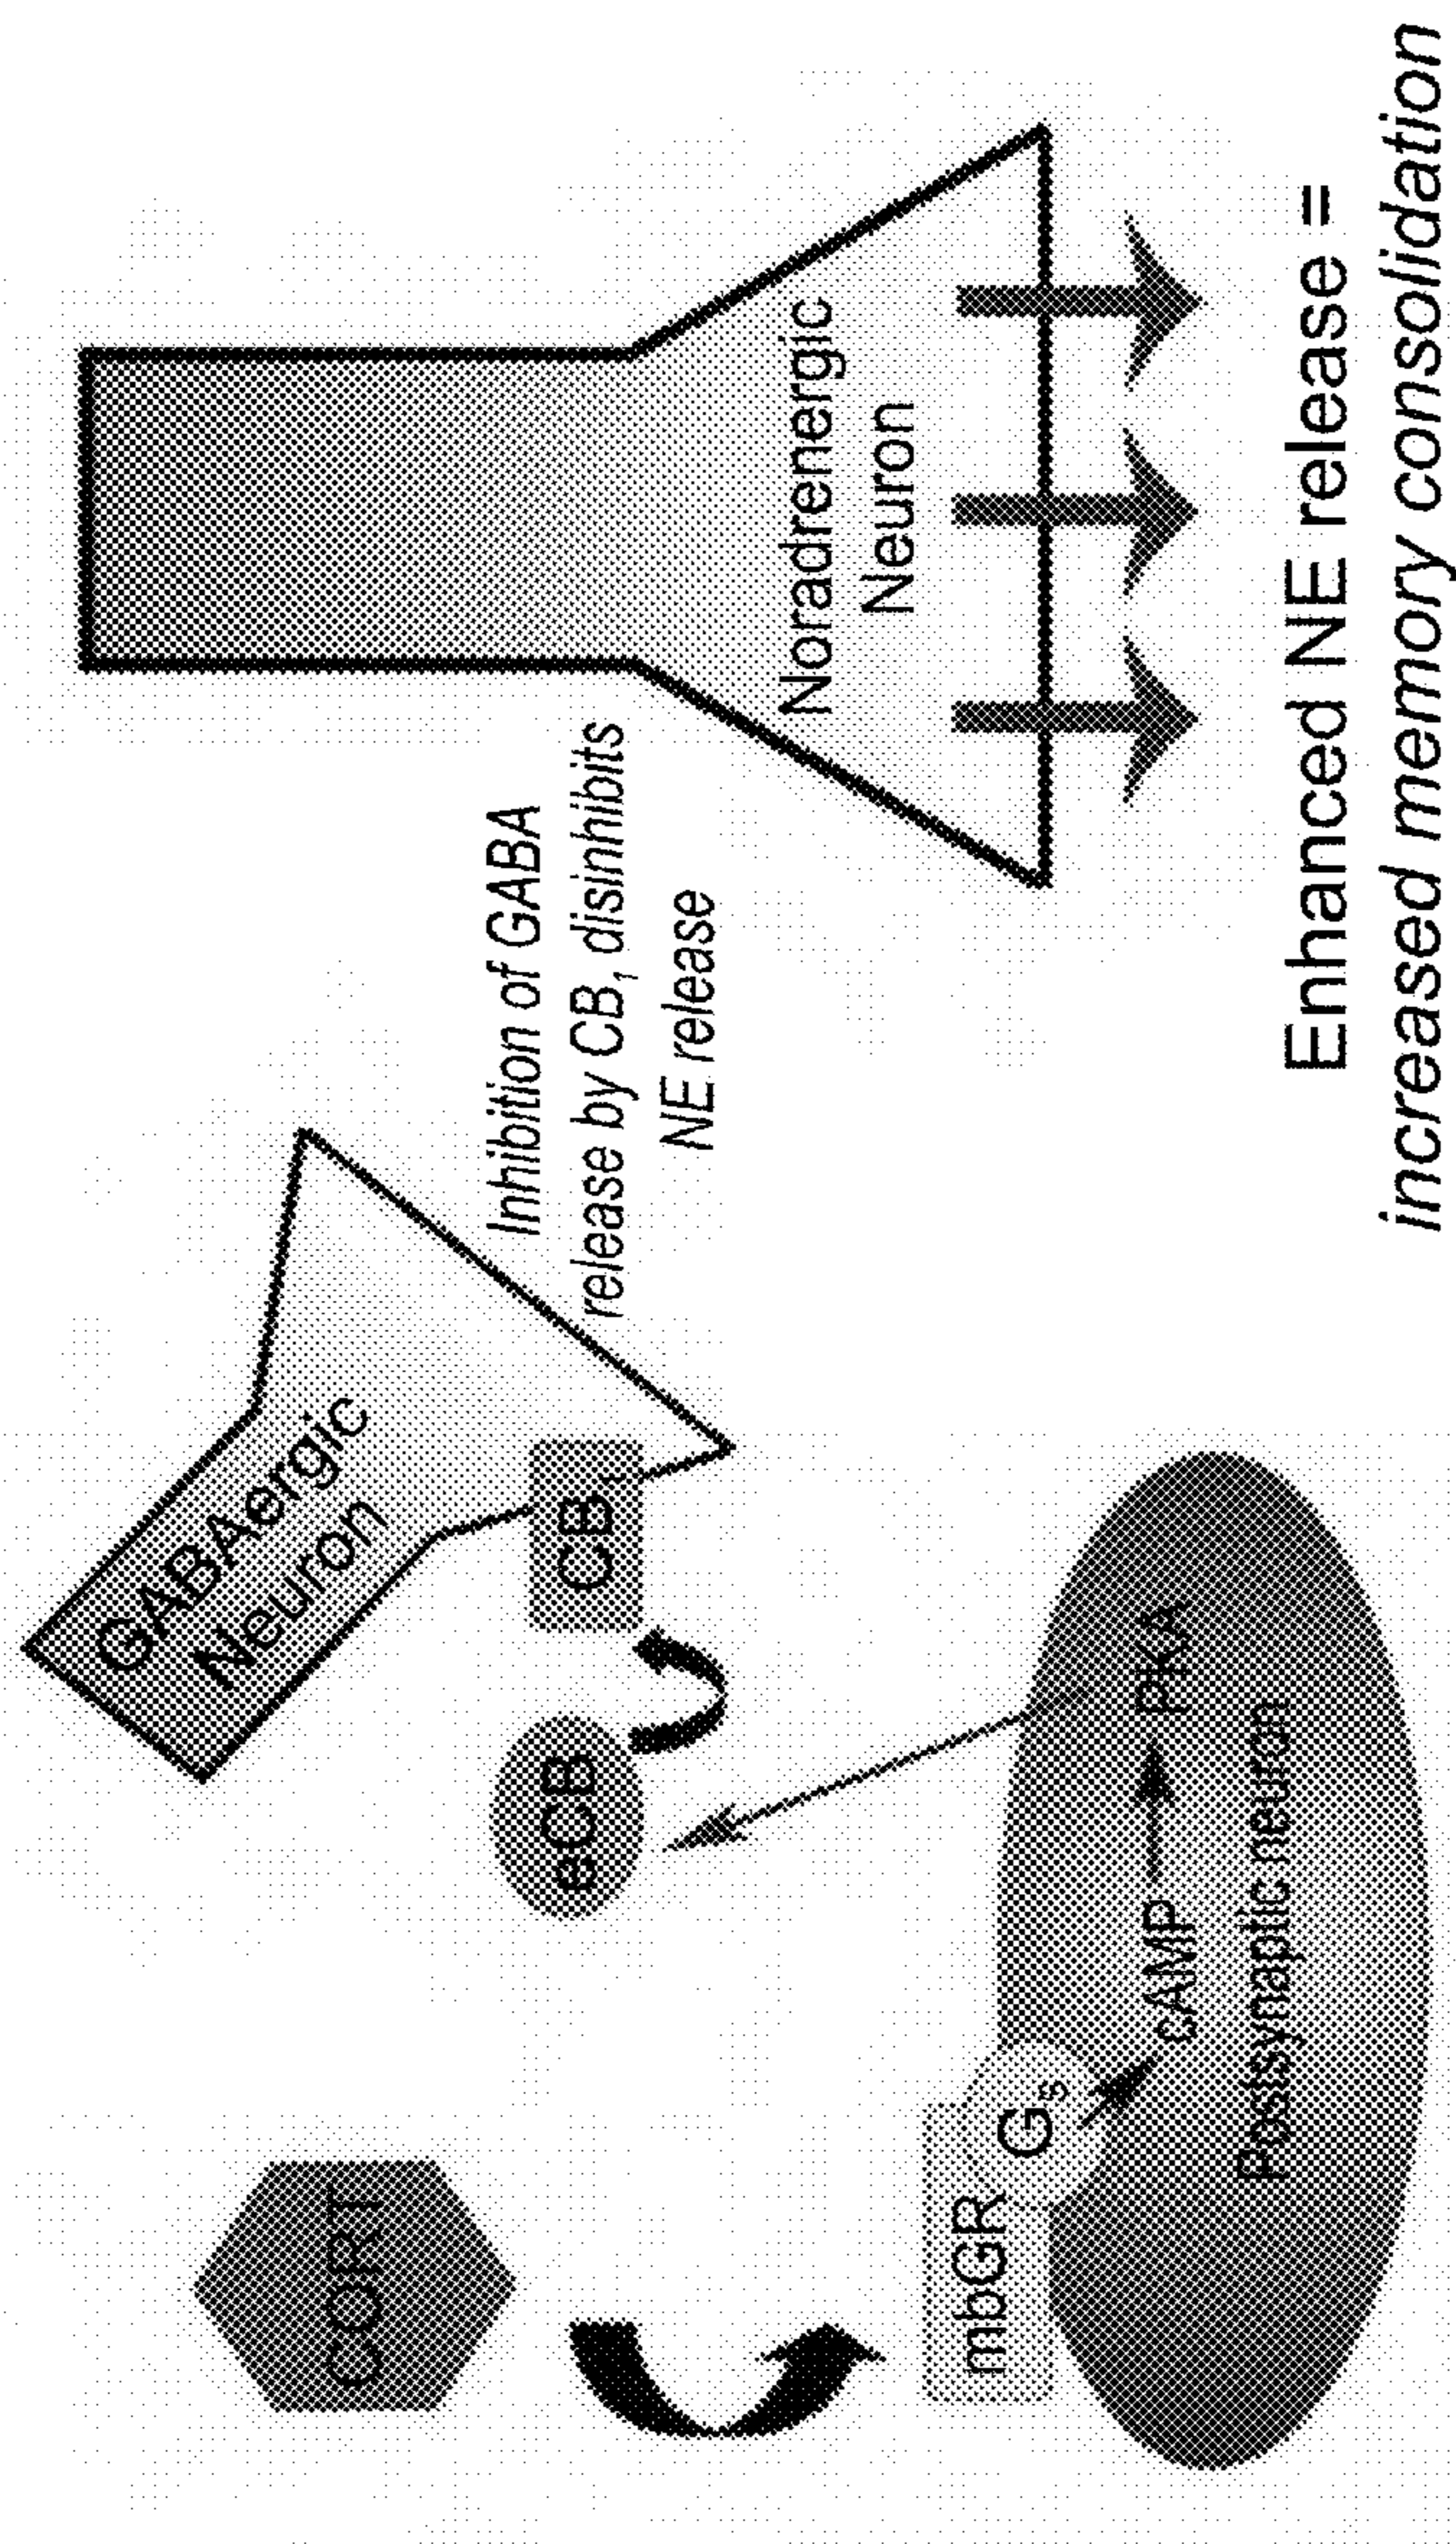 CORT
mbGR
Gs
cAMP
PKA
Postsynaptic neuron
eCB
CB
GABAergic
Neuron
Inhibition of GABA
release by CB₁ disinhibits
NE release
Noradrenergic
Neuron
Enhanced NE release =
increased memory consolidation